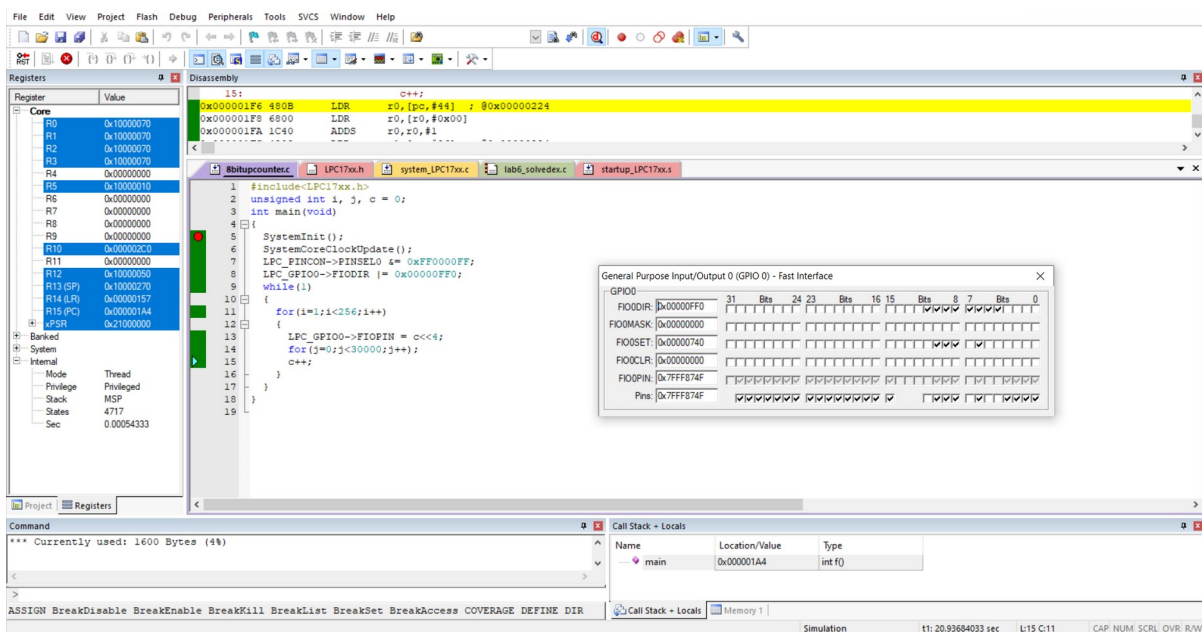 File Edit View Project Flash Debug Peripherals Tools SVCS Window Help
RST
Registers
Register Value
Core
R0 0x10000070
R1 0x10000070
R2 0x10000070
R3 0x10000070
R4 0x00000000
R5 0x10000010
R6 0x00000000
R7 0x00000000
R8 0x00000000
R9 0x00000000
R10 0x000002C0
R11 0x00000000
R12 0x10000050
R13 (SP) 0x10000270
R14 (LR) 0x00000157
R15 (PC) 0x000001A4
xPSR 0x21000000
Banked
System
Internal
Mode Thread
Privilege Privileged
Stack MSP
States 4717
Sec 0.00054333
Project Registers
Disassembly
15: c++;
0x000001F6 480B LDR r0,[pc,#44] ; @0x00000224
0x000001F8 6800 LDR r0,[r0,#0x00]
0x000001FA 1C40 ADDS r0,r0,#1
8bitupcounter.c LPC17xx.h system_LPC17xx.c lab6_solvedex.c startup_LPC17xx.s
1 #include<LPC17xx.h>
2 unsigned int i, j, c = 0;
3 int main(void)
4 {
5 SystemInit();
6 SystemCoreClockUpdate();
7 LPC_PINCON->PINSEL0 &= 0xFF0000FF;
8 LPC_GPIO0->FIODIR |= 0x00000FF0;
9 while(1)
10 {
11 for(i=1;i<256;i++)
12 {
13 LPC_GPIO0->FIOPIN = c<<4;
14 for(j=0;j<30000;j++);
15 c++;
16 }
17 }
18 }
19
General Purpose Input/Output 0 (GPIO 0) - Fast Interface
GPIO0
31 Bits 24 23 Bits 16 15 Bits 8 7 Bits 0
FIO0DIR: 0x00000FF0
FIO0MASK: 0x00000000
FIO0SET: 0x00000740
FIO0CLR: 0x00000000
FIO0PIN: 0x7FFF874F
Pins: 0x7FFF874F
Command
*** Currently used: 1600 Bytes (4%)
>
ASSIGN BreakDisable BreakEnable BreakKill BreakList BreakSet BreakAccess COVERAGE DEFINE DIR
Call Stack + Locals
Name Location/Value Type
main 0x000001A4 int f()
Call Stack + Locals Memory 1
Simulation t1: 20.93684033 sec L:15 C:11 CAP NUM SCRL OVR R/W